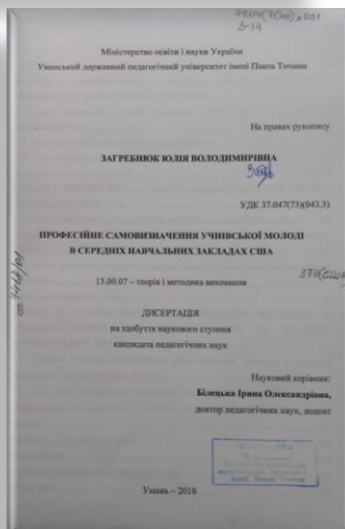 Міністерство освіти і науки України
Уманський державний педагогічний університет імені Павла Тичини
На правах рукопису
ЗАГРЕБНЮК ЮЛІЯ ВОЛОДИМИРІВНА
УДК 37.047(73)(043.3)
ПРОФЕСІЙНЕ САМОВИЗНАЧЕННЯ УЧНІВСЬКОЇ МОЛОДІ
В СЕРЕДНІХ НАВЧАЛЬНИХ ЗАКЛАДАХ США
13.00.07 – теорія і методика виховання
ДИСЕРТАЦІЯ
на здобуття наукового ступеня
кандидата педагогічних наук
Науковий керівник:
Білецька Ірина Олександрівна,
доктор педагогічних наук, доцент
Умань – 2016